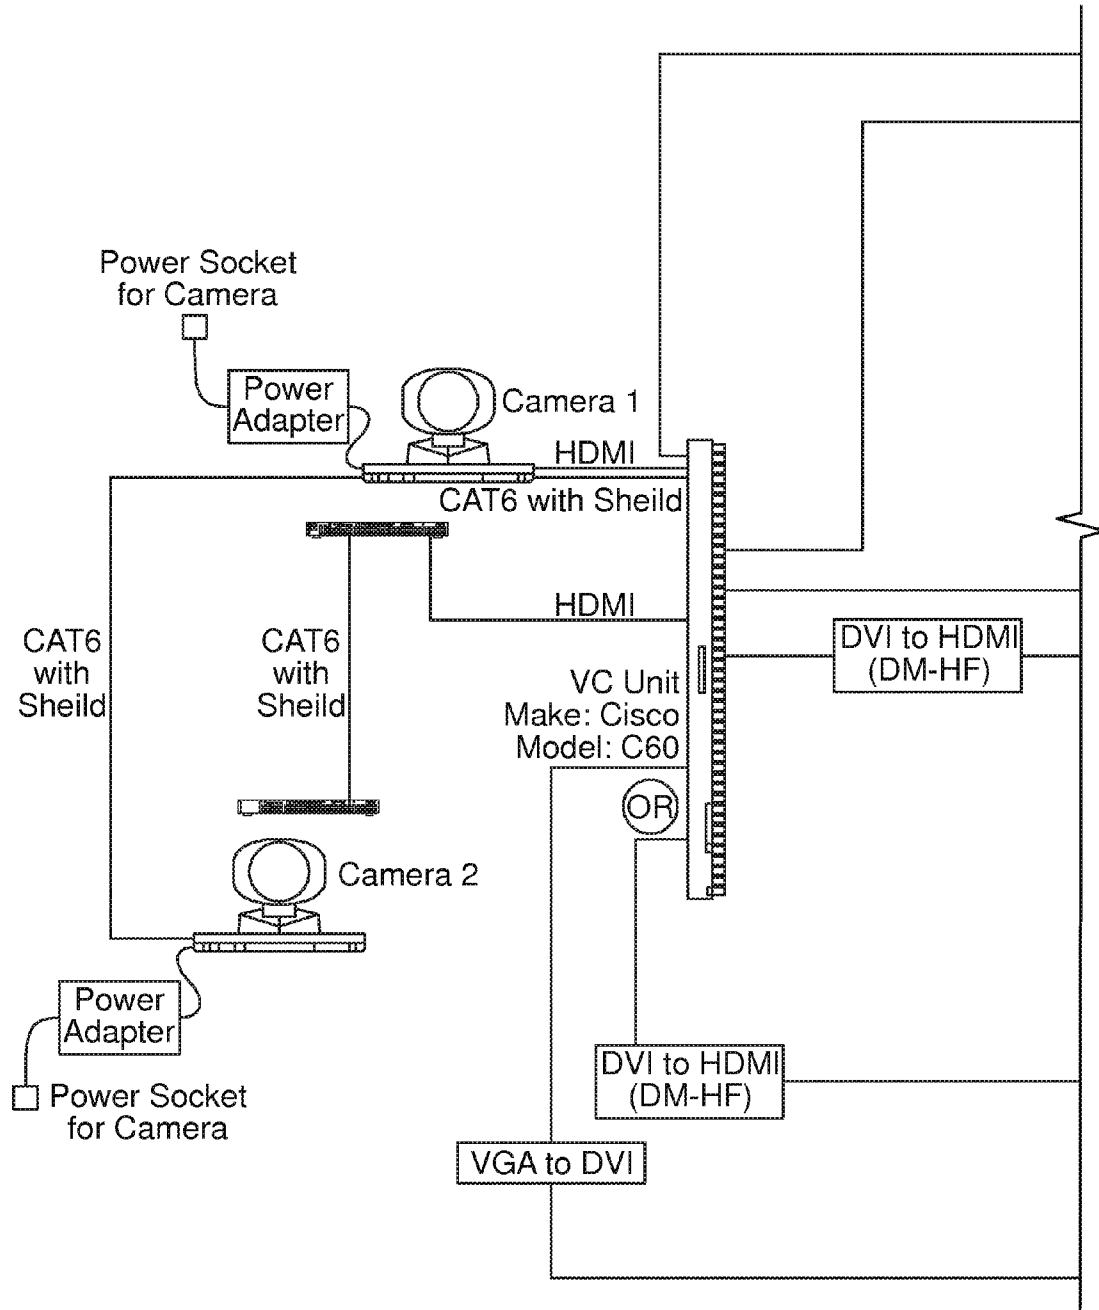 Power Socket
for Camera
Power
Adapter
Camera 1
HDMI
CAT6 with Sheild
HDMI
CAT6
with
Sheild
CAT6
with
Sheild
DVI to HDMI
(DM-HF)
VC Unit
Make: Cisco
Model: C60
OR
Camera 2
Power
Adapter
Power Socket
for Camera
DVI to HDMI
(DM-HF)
VGA to DVI